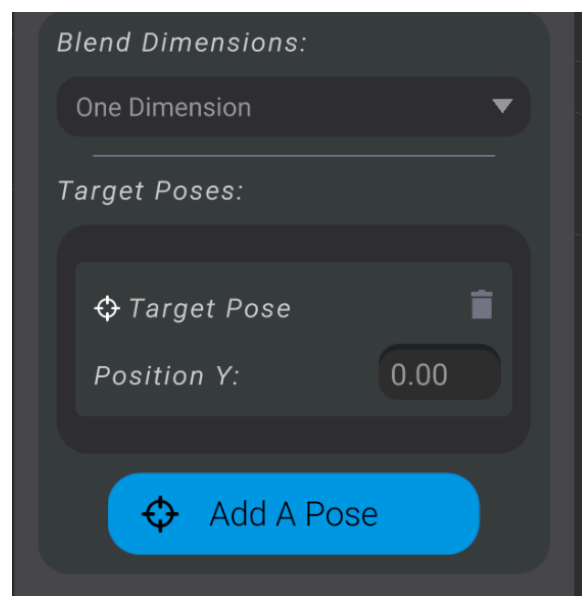 Blend Dimensions:
One Dimension
Target Poses:
Target Pose
Position Y: 0.00
Add A Pose